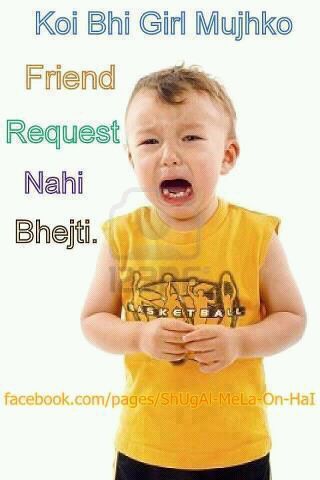 Koi Bhi Girl Mujhko
Friend
Request
Nahi
Bhejti.
BASKETBALL
facebook.com/pages/ShUgAl-MeLa-On-HaI